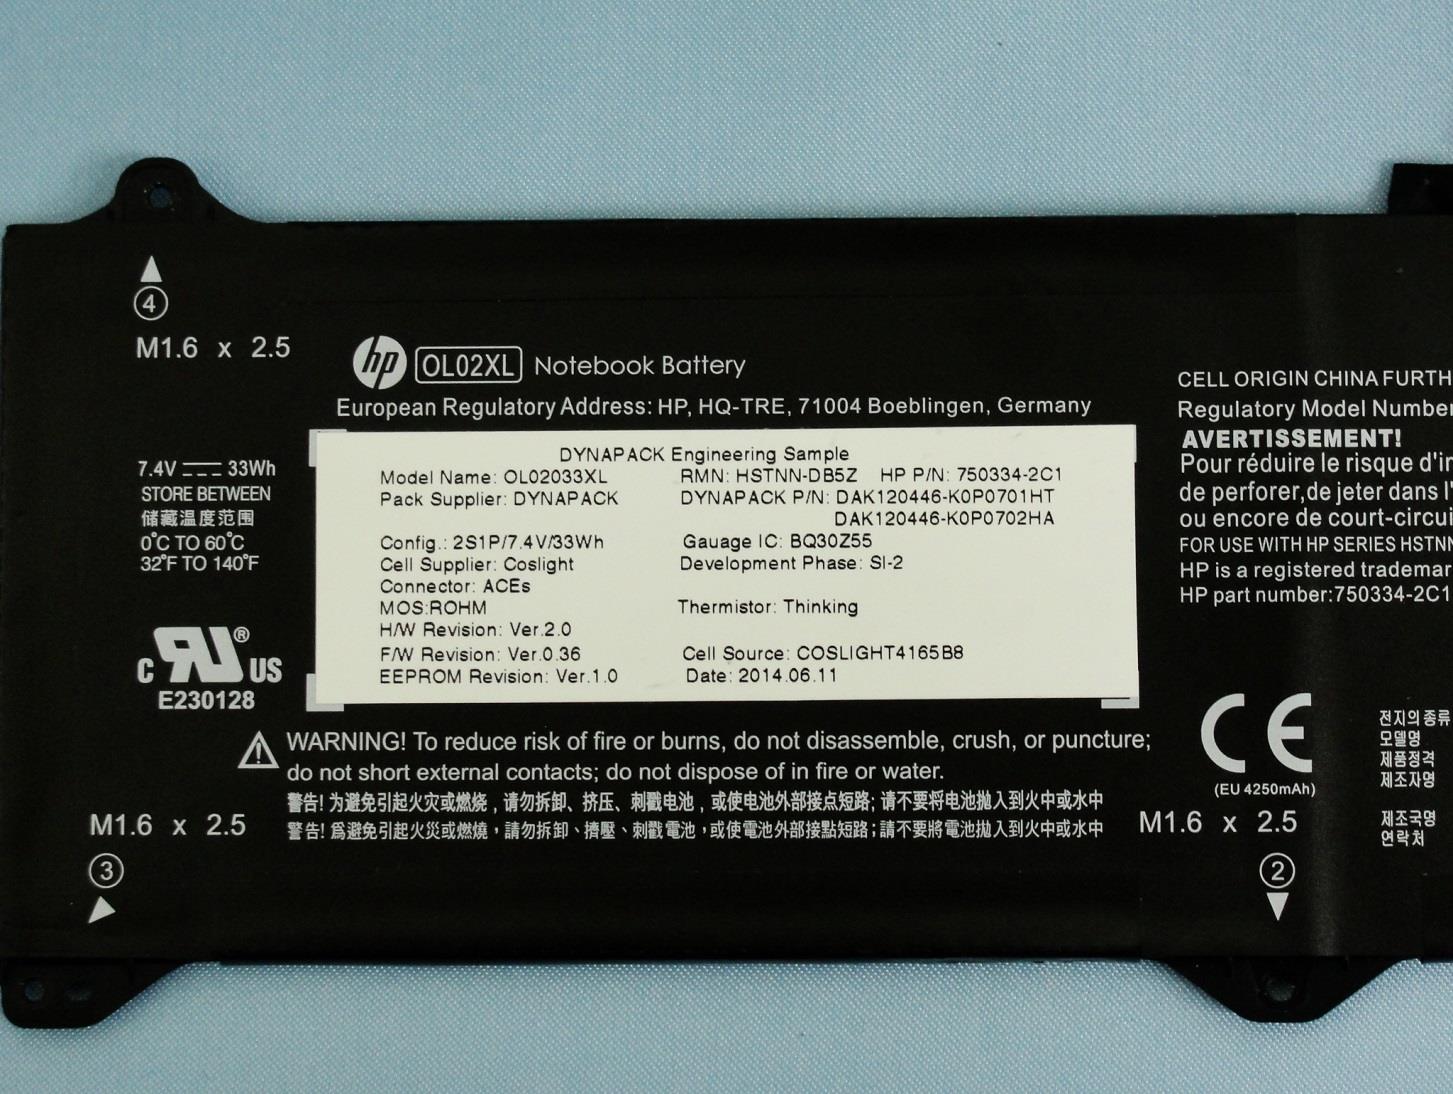 4
M1.6 x 2.5
hp OL02XL Notebook Battery
European Regulatory Address: HP, HQ-TRE, 71004 Boeblingen, Germany
7.4V 33Wh
STORE BETWEEN
储藏温度范围
0°C TO 60°C
32°F TO 140°F
C RU ® US
E230128
DYNAPACK Engineering Sample
Model Name: OL02033XL RMN: HSTNN-DB5Z HP P/N: 750334-2C1
Pack Supplier: DYNAPACK DYNAPACK P/N: DAK120446-K0P0701HT
DAK120446-K0P0702HA
Config.: 2S1P/7.4V/33Wh Gauage IC: BQ30Z55
Cell Supplier: Coslight Development Phase: SI-2
Connector: ACEs
MOS:ROHM Thermistor: Thinking
H/W Revision: Ver.2.0
F/W Revision: Ver.0.36 Cell Source: COSLIGHT4165B8
EEPROM Revision: Ver.1.0 Date: 2014.06.11
WARNING! To reduce risk of fire or burns, do not disassemble, crush, or puncture;
do not short external contacts; do not dispose of in fire or water.
警告! 为避免引起火灾或燃烧，请勿拆卸、挤压、刺戳电池，或使电池外部接点短路; 请不要将电池抛入到火中或水中
警告! 爲避免引起火災或燃燒，請勿拆卸、擠壓、刺戳電池，或使電池外部接點短路; 請不要將電池抛入到火中或水中
M1.6 x 2.5
3
CELL ORIGIN CHINA FURTH
Regulatory Model Number
AVERTISSEMENT!
Pour réduire le risque d'in
de perforer,de jeter dans l'
ou encore de court-circui
FOR USE WITH HP SERIES HSTNN
HP is a registered trademar
HP part number:750334-2C1
CE
(EU 4250mAh)
M1.6 x 2.5
2
전지의종류
모델명
제품정격
제조자명
제조국명
연락처